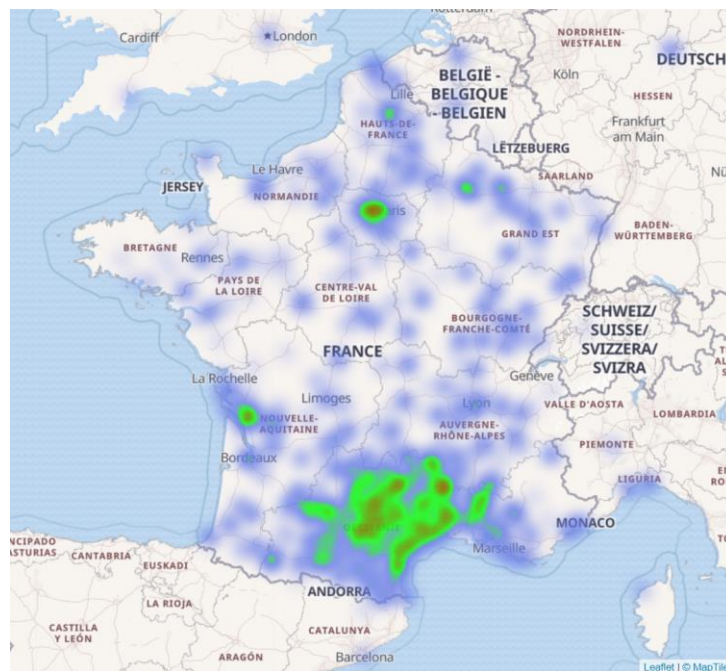 Rotterdam
Cardiff
London
NORDRHEIN-
WESTFALEN
DEUTSCH
BELGIË -
BELGIQUE
- BELGIEN
Köln
Lille
HESSEN
HAUTS-DE-
FRANCE
Frankfurt
am Main
LËTZEBUERG
Le Havre
SAARLAND
JERSEY
NORMANDIE
BADEN-
WÜRTTEMBERG
GRAND EST
BRETAGNE
Rennes
PAYS DE
LA LOIRE
CENTRE-VAL
DE LOIRE
BOURGOGNE-
FRANCHE-COMTÉ
SCHWEIZ/
SUISSE/
SVIZZERA/
SVIZRA
FRANCE
La Rochelle
Genève
Limoges
Lyon
VALLE D'AOSTA
LOMBARDIA
NOUVELLE-
AQUITAINE
AUVERGNE-
RHÔNE-ALPES
PIEMONTE
Bordeaux
LIGURIA
MONACO
Marseille
NCIPADO
ASTURIAS
CANTABRIA
EUSKADI
ANDORRA
LA RIOJA
CASTILLA
Y LEÓN
CATALUNYA
ARAGÓN
Barcelona
Leaflet | © MapTil